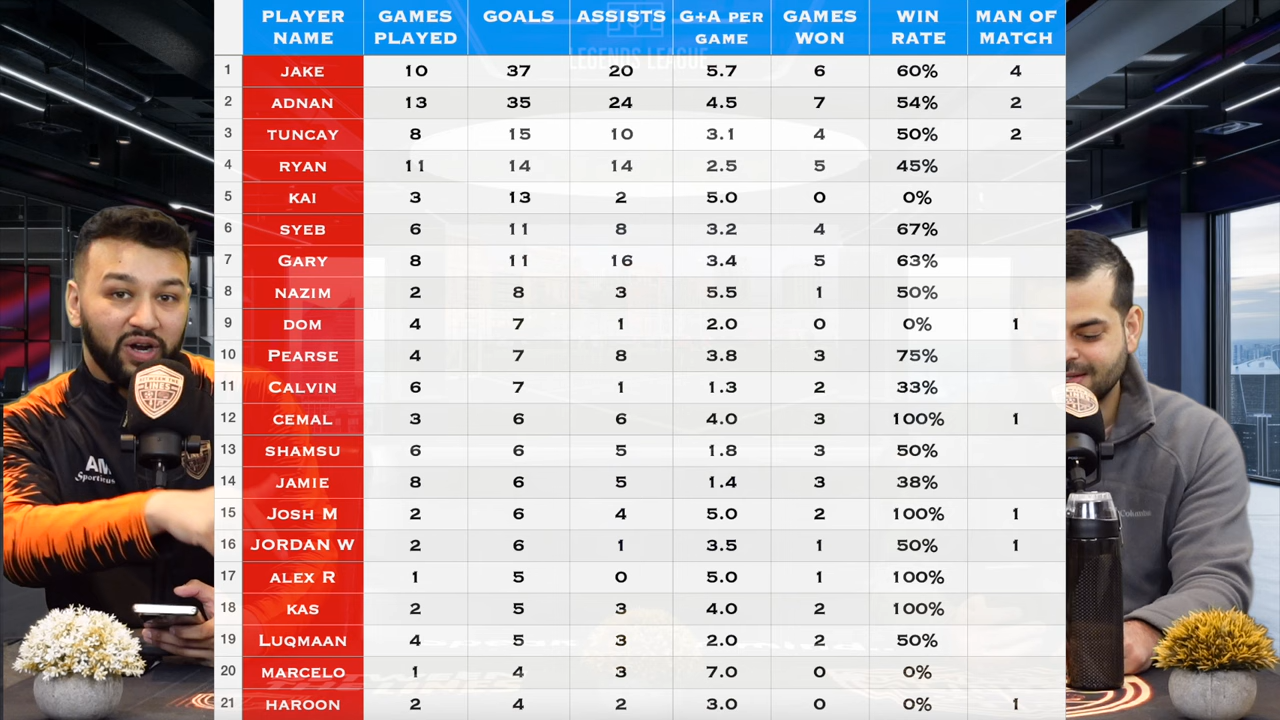 PLAYER NAME GAMES PLAYED GOALS ASSISTS G+A PER GAME GAMES WON WIN RATE MAN OF MATCH
1 JAKE 10 37 20 5.7 6 60% 4
2 ADNAN 13 35 24 4.5 7 54% 2
3 TUNCAY 8 15 10 3.1 4 50% 2
4 RYAN 11 14 14 2.5 5 45%
5 KAI 3 13 2 5.0 0 0%
6 SYEB 6 11 8 3.2 4 67%
7 GARY 8 11 16 3.4 5 63%
8 NAZIM 2 8 3 5.5 1 50%
9 DOM 4 7 1 2.0 0 0% 1
10 PEARSE 4 7 8 3.8 3 75%
11 CALVIN 6 7 1 1.3 2 33%
12 CEMAL 3 6 6 4.0 3 100% 1
13 SHAMSU 6 6 5 1.8 3 50%
14 JAMIE 8 6 5 1.4 3 38%
15 JOSH M 2 6 4 5.0 2 100% 1
16 JORDAN W 2 6 1 3.5 1 50% 1
17 ALEX R 1 5 0 5.0 1 100%
18 KAS 2 5 3 4.0 2 100%
19 LUQMAAN 4 5 3 2.0 2 50%
20 MARCELO 1 4 3 7.0 0 0%
21 HAROON 2 4 2 3.0 0 0% 1
LEGENDS LEAGUE
BETWEEN THE
LINES
AM
Sporticus
Columbia